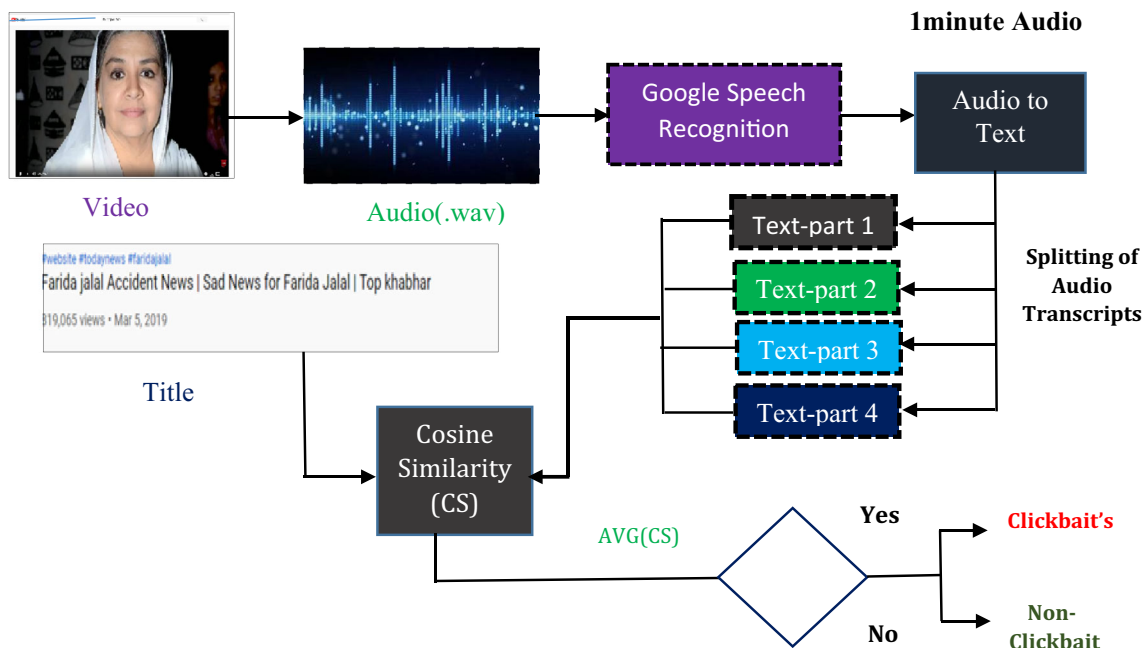 1minute Audio
Google Speech
Recognition
Audio to
Text
Video
Audio(.wav)
Text-part 1
Text-part 2
Text-part 3
Text-part 4
Splitting of
Audio
Transcripts
#website #todaynews #faridajalal
Farida jalal Accident News | Sad News for Farida Jalal | Top khabhar
819,065 views • Mar 5, 2019
Title
Cosine
Similarity
(CS)
AVG(CS)
Yes
No
Clickbait’s
Non-
Clickbait